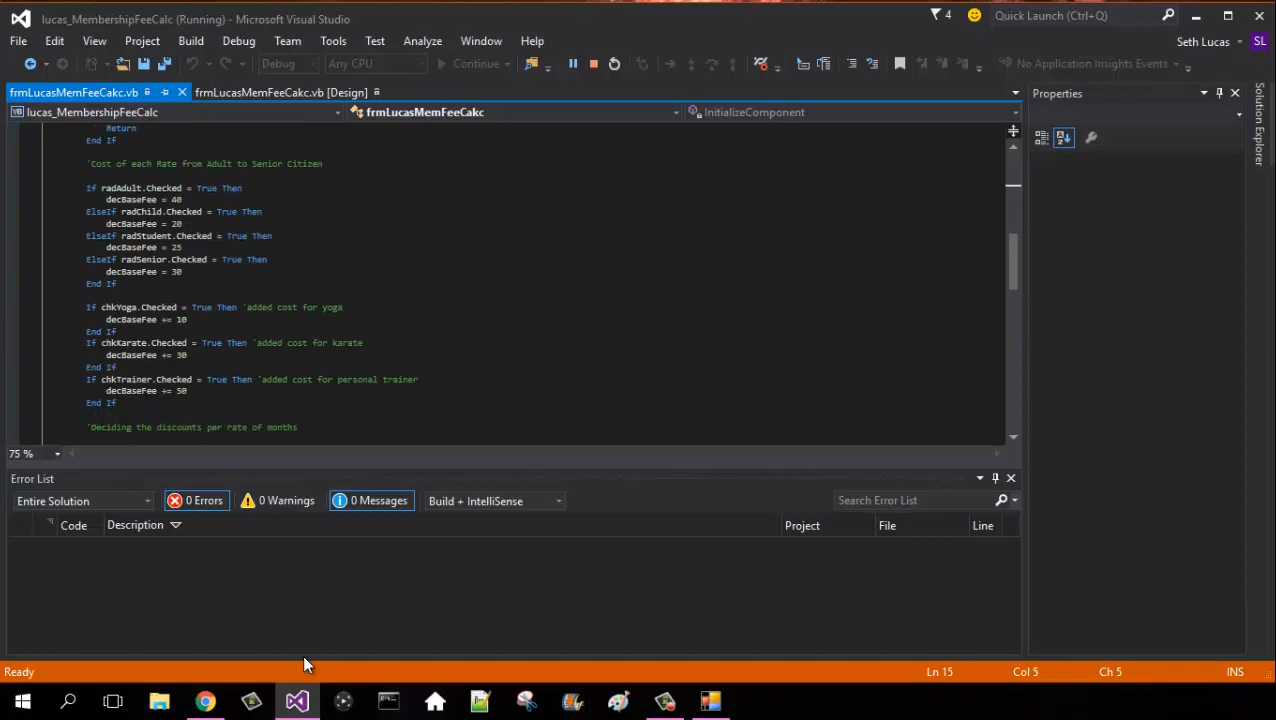 lucas_MembershipFeeCalc (Running) - Microsoft Visual Studio
4
Quick Launch (Ctrl+Q)
File Edit View Project Build Debug Team Tools Test Analyze Window Help
Seth Lucas
SL
Debug
Any CPU
Continue
No Application Insights Events
frmLucasMemFeeCakc.vb
frmLucasMemFeeCakc.vb [Design]
Properties
Solution Explorer
VB lucas_MembershipFeeCalc
frmLucasMemFeeCakc
InitializeComponent
Return
End If
'Cost of each Rate from Adult to Senior Citizen
If radAdult.Checked = True Then
decBaseFee = 40
ElseIf radChild.Checked = True Then
decBaseFee = 20
ElseIf radStudent.Checked = True Then
decBaseFee = 25
ElseIf radSenior.Checked = True Then
decBaseFee = 30
End If
If chkYoga.Checked = True Then 'added cost for yoga
decBaseFee += 10
End If
If chkKarate.Checked = True Then 'added cost for karate
decBaseFee += 30
End If
If chkTrainer.Checked = True Then 'added cost for personal trainer
decBaseFee += 50
End If
'Deciding the discounts per rate of months
75 %
Error List
Entire Solution
0 Errors
0 Warnings
0 Messages
Build + IntelliSense
Search Error List
Code
Description
Project
File
Line
Ready
Ln 15
Col 5
Ch 5
INS